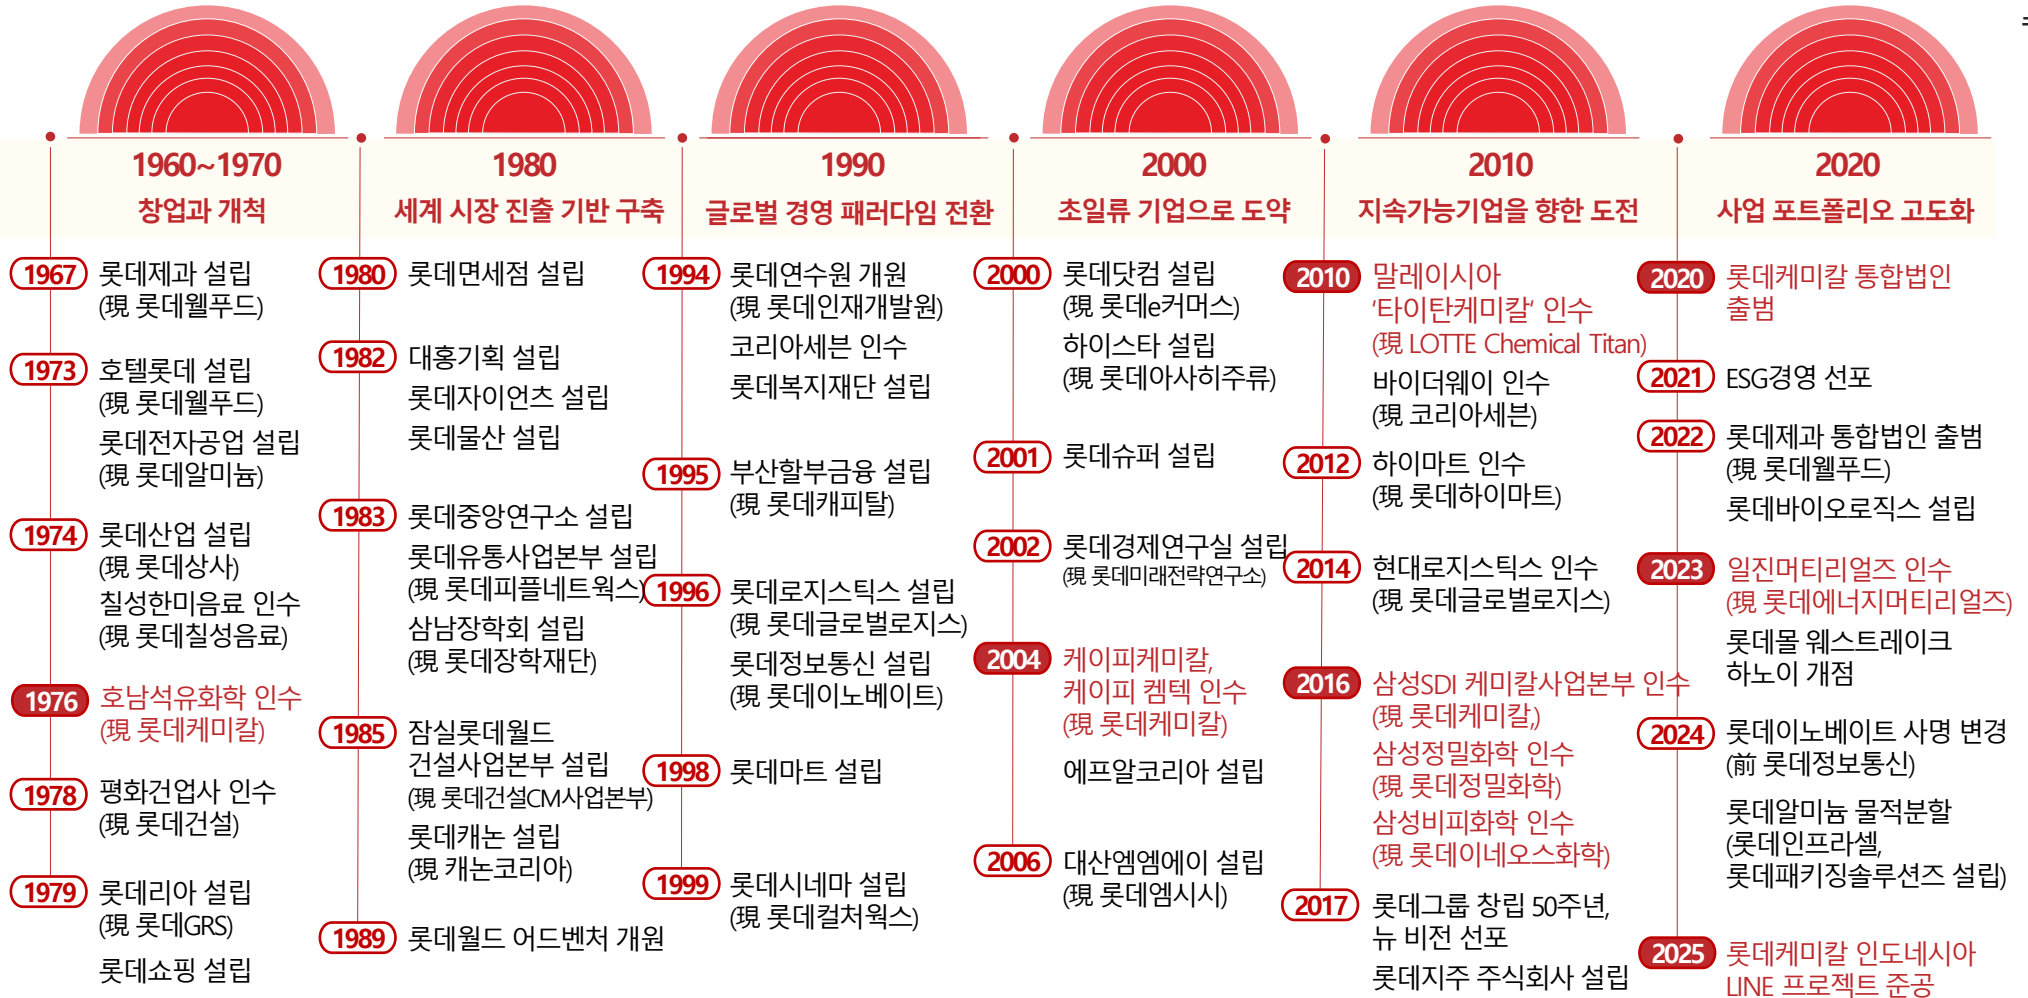 1960~1970
창업과 개척
1967
롯데제과 설립
(現 롯데웰푸드)
1973
호텔롯데 설립
(現 롯데웰푸드)
롯데전자공업 설립
(現 롯데알미늄)
1974
롯데산업 설립
(現 롯데상사)
칠성한미음료 인수
(現 롯데칠성음료)
1976
호남석유화학 인수
(現 롯데케미칼)
1978
평화건업사 인수
(現 롯데건설)
1979
롯데리아 설립
(現 롯데GRS)
롯데쇼핑 설립
1980
세계 시장 진출 기반 구축
1980
롯데면세점 설립
1982
대홍기획 설립
롯데자이언츠 설립
롯데물산 설립
1983
롯데중앙연구소 설립
롯데유통사업본부 설립
(現 롯데피플네트웍스)
삼남장학회 설립
(現 롯데장학재단)
1985
잠실롯데월드
건설사업본부 설립
(現 롯데건설CM사업본부)
롯데캐논 설립
(現 캐논코리아)
1989
롯데월드 어드벤처 개원
1990
글로벌 경영 패러다임 전환
1994
롯데연수원 개원
(現 롯데인재개발원)
코리아세븐 인수
롯데복지재단 설립
1995
부산할부금융 설립
(現 롯데캐피탈)
1996
롯데로지스틱스 설립
(現 롯데글로벌로지스)
롯데정보통신 설립
(現 롯데이노베이트)
1998
롯데마트 설립
1999
롯데시네마 설립
(現 롯데컬처웍스)
2000
초일류 기업으로 도약
2000
롯데닷컴 설립
(現 롯데e커머스)
하이스타 설립
(現 롯데아사히주류)
2001
롯데슈퍼 설립
2002
롯데경제연구실 설립
(現 롯데미래전략연구소)
2004
케이피케미칼,
케이피 켐텍 인수
(現 롯데케미칼)
에프알코리아 설립
2006
대산엠엠에이 설립
(現 롯데엠시시)
2010
지속가능기업을 향한 도전
2010
말레이시아
'타이탄케미칼' 인수
(現 LOTTE Chemical Titan)
바이더웨이 인수
(現 코리아세븐)
2012
하이마트 인수
(現 롯데하이마트)
2014
현대로지스틱스 인수
(現 롯데글로벌로지스)
2016
삼성SDI 케미칼사업본부 인수
(現 롯데케미칼,)
삼성정밀화학 인수
(現 롯데정밀화학)
삼성비피화학 인수
(現 롯데이네오스화학)
2017
롯데그룹 창립 50주년,
뉴 비전 선포
롯데지주 주식회사 설립
2020
사업 포트폴리오 고도화
2020
롯데케미칼 통합법인
출범
2021
ESG경영 선포
2022
롯데제과 통합법인 출범
(現 롯데웰푸드)
롯데바이오로직스 설립
2023
일진머티리얼즈 인수
(現 롯데에너지머티리얼즈)
롯데몰 웨스트레이크
하노이 개점
2024
롯데이노베이트 사명 변경
(前 롯데정보통신)
롯데알미늄 물적분할
(롯데인프라셀,
롯데패키징솔루션즈 설립)
2025
롯데케미칼 인도네시아
LINE 프로젝트 준공